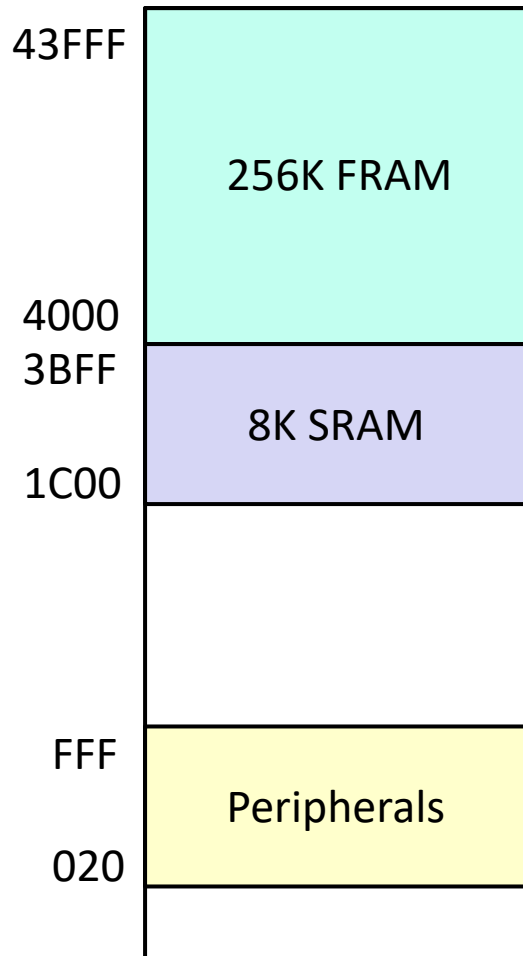 43FFF
256K FRAM
4000
3BFF
8K SRAM
1C00
FFF
Peripherals
020